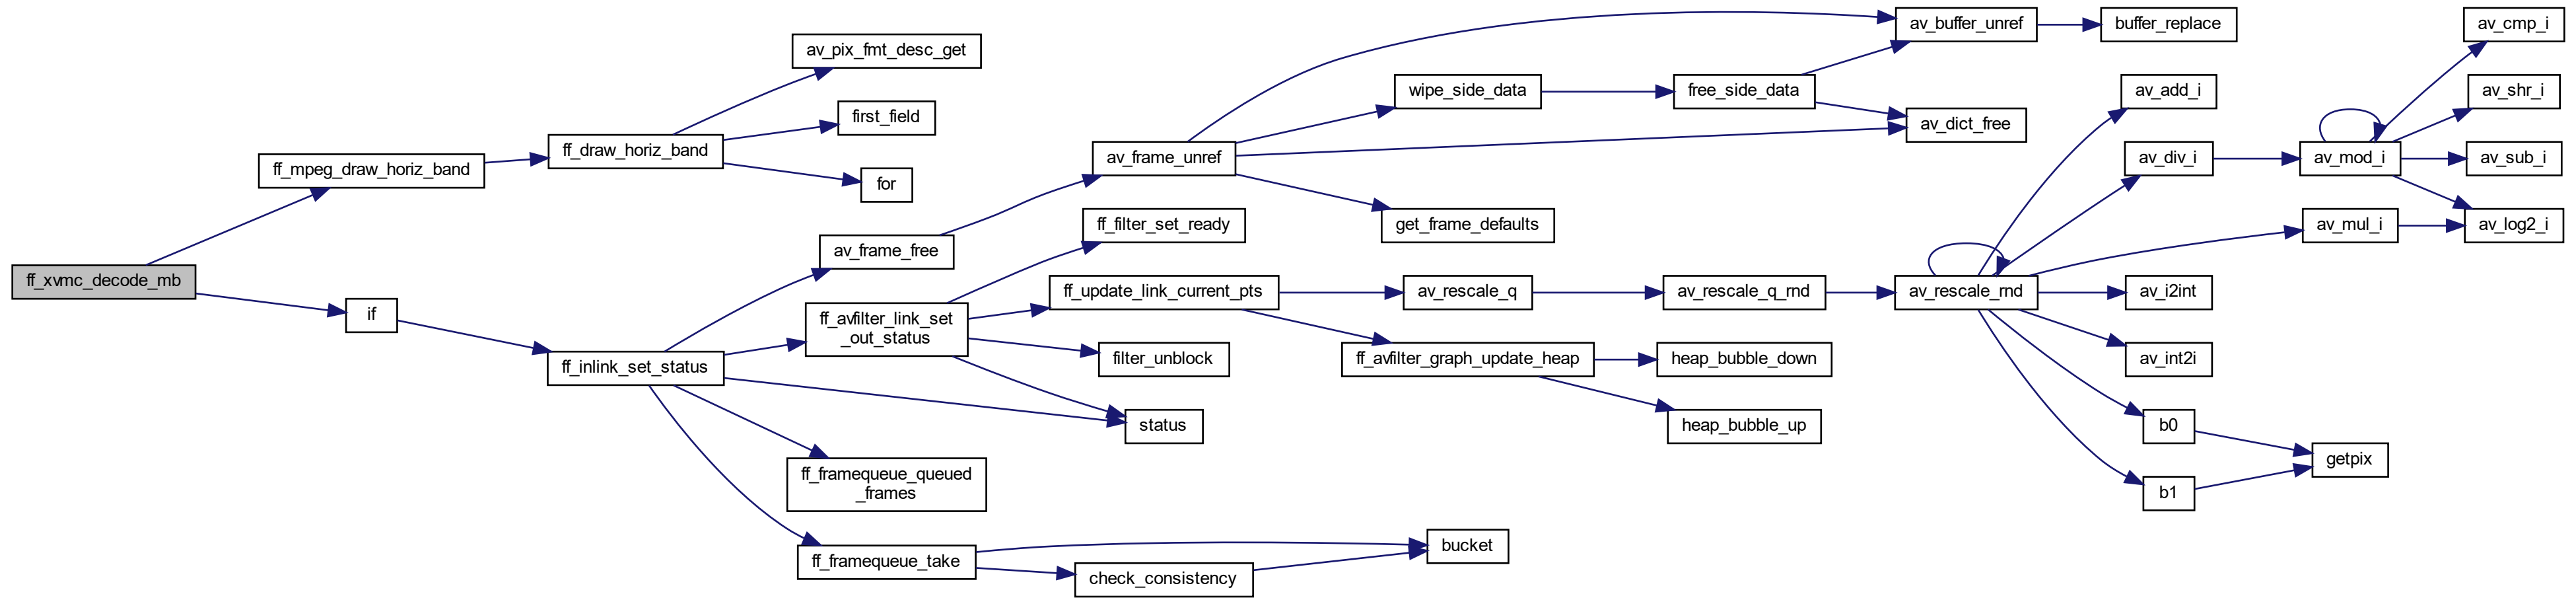 ff_xvmc_decode_mb
ff_mpeg_draw_horiz_band
ff_draw_horiz_band
av_pix_fmt_desc_get
first_field
for
if
ff_inlink_set_status
av_frame_free
av_frame_unref
av_buffer_unref
buffer_replace
wipe_side_data
free_side_data
av_dict_free
get_frame_defaults
ff_avfilter_link_set
_out_status
ff_filter_set_ready
ff_update_link_current_pts
av_rescale_q
av_rescale_q_rnd
av_rescale_rnd
av_add_i
av_div_i
av_mod_i
av_cmp_i
av_shr_i
av_sub_i
av_log2_i
av_mul_i
av_i2int
av_int2i
b0
b1
getpix
ff_avfilter_graph_update_heap
heap_bubble_down
heap_bubble_up
filter_unblock
status
ff_framequeue_queued
_frames
ff_framequeue_take
check_consistency
bucket